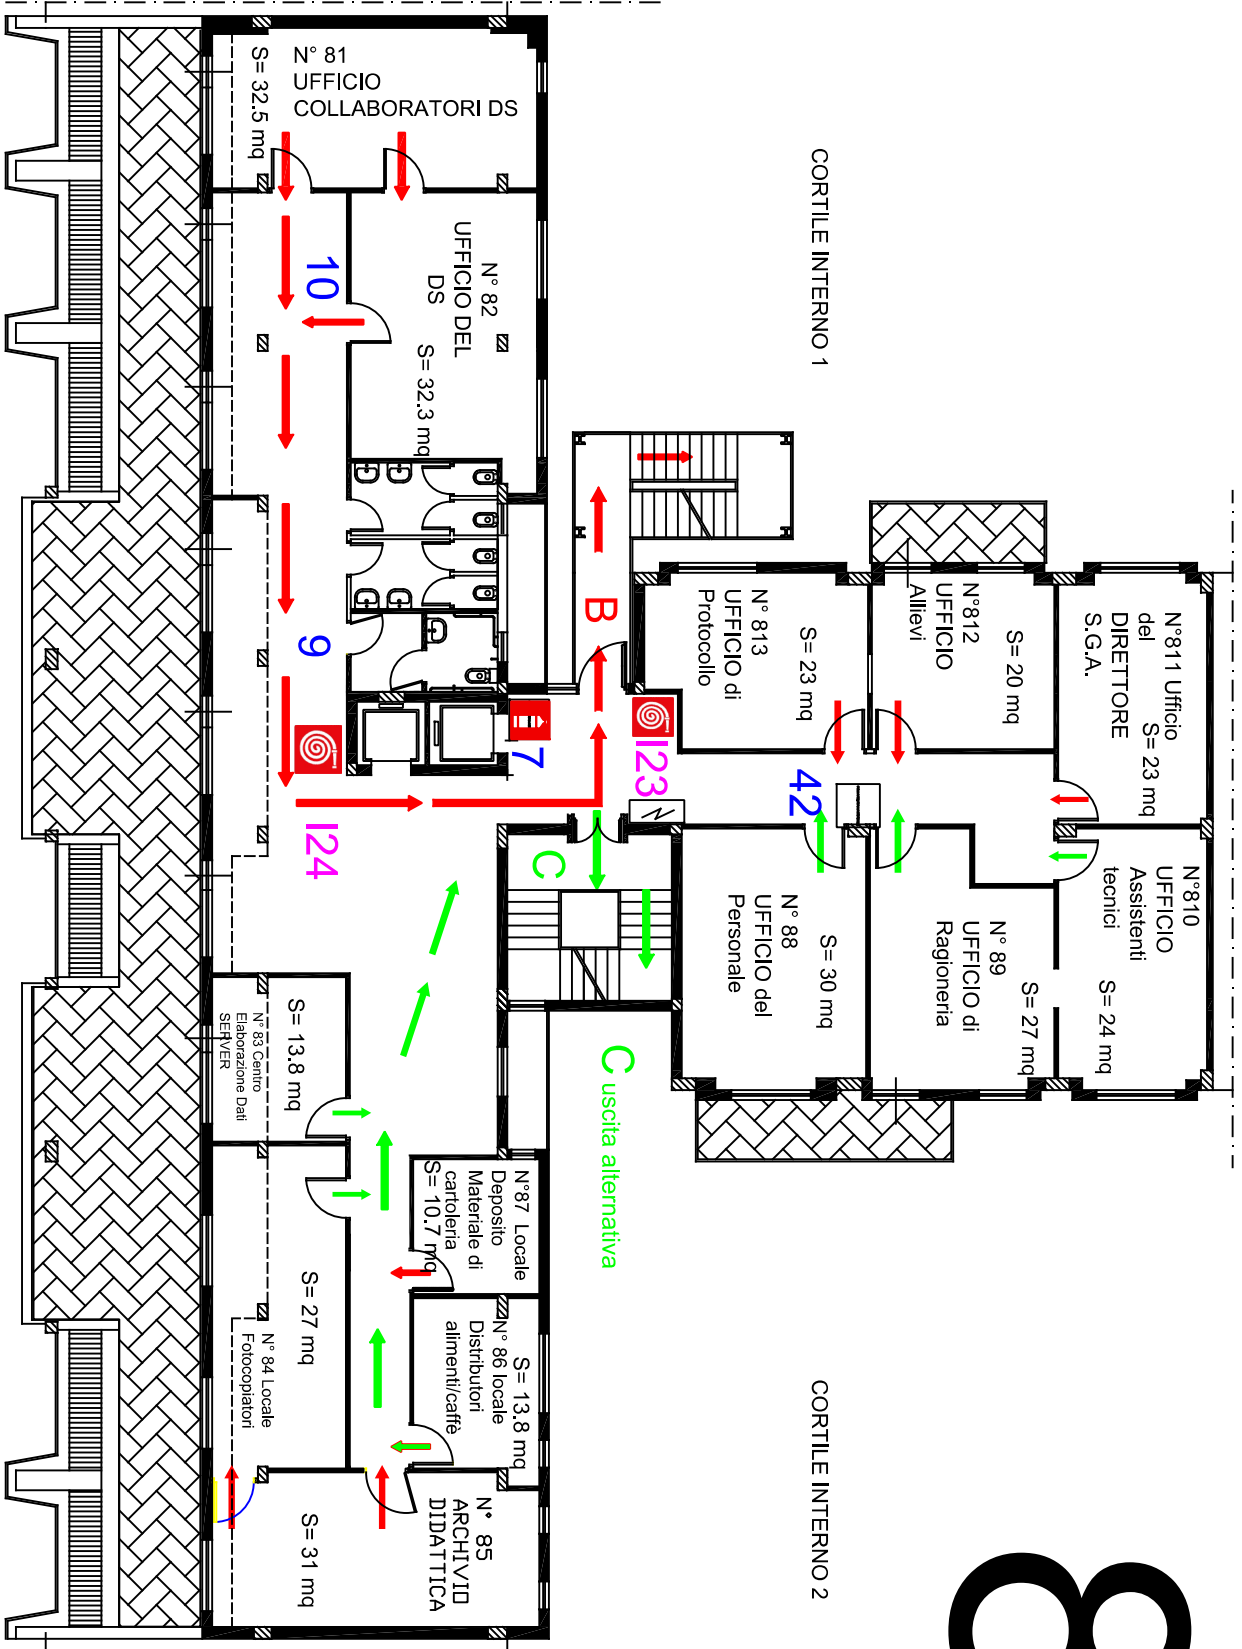 N° 81
UFFICIO
COLLABORATORI DS
S= 32.5 mq
N° 82
UFFICIO DEL
DS
S= 32.3 mq
10
9
I24
7
I23
B
C
42
CORTILE INTERNO 1
N° 813
UFFICIO di
Protocollo
S= 23 mq
N°812
UFFICIO
Allievi
S= 20 mq
N°811 Ufficio
del
DIRETTORE
S.G.A.
S= 23 mq
N°810
UFFICIO
Assistenti
tecnici
S= 24 mq
N° 89
UFFICIO di
Ragioneria
S= 27 mq
N° 88
UFFICIO del
Personale
S= 30 mq
C uscita alternativa
N° 83 Centro
Elaborazione Dati
SERVER
S= 13.8 mq
N° 84 Locale
Fotocopiatori
S= 27 mq
N°87 Locale
Deposito
Materiale di
cartoleria
S= 10.7 mq
N° 86 locale
Distributori
alimenti/caffè
S= 13.8 mq
N° 85
ARCHIVIO
DIDATTICA
S= 31 mq
CORTILE INTERNO 2